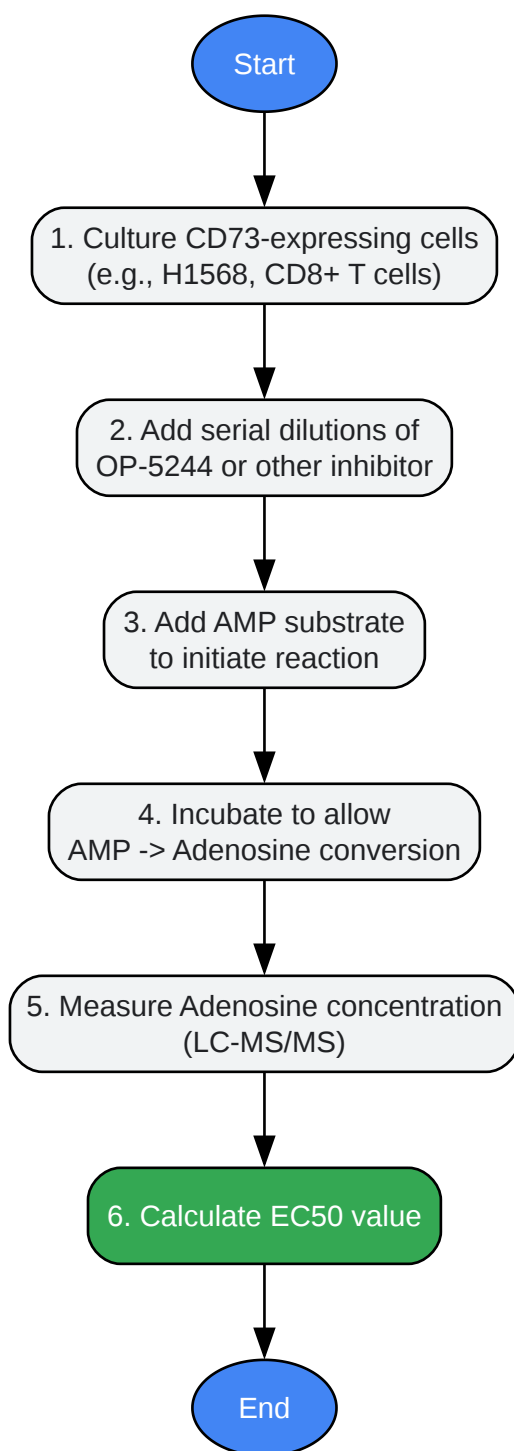 Start
1. Culture CD73-expressing cells
(e.g., H1568, CD8+ T cells)
2. Add serial dilutions of
OP-5244 or other inhibitor
3. Add AMP substrate
to initiate reaction
4. Incubate to allow
AMP -> Adenosine conversion
5. Measure Adenosine concentration
(LC-MS/MS)
6. Calculate EC50 value
End